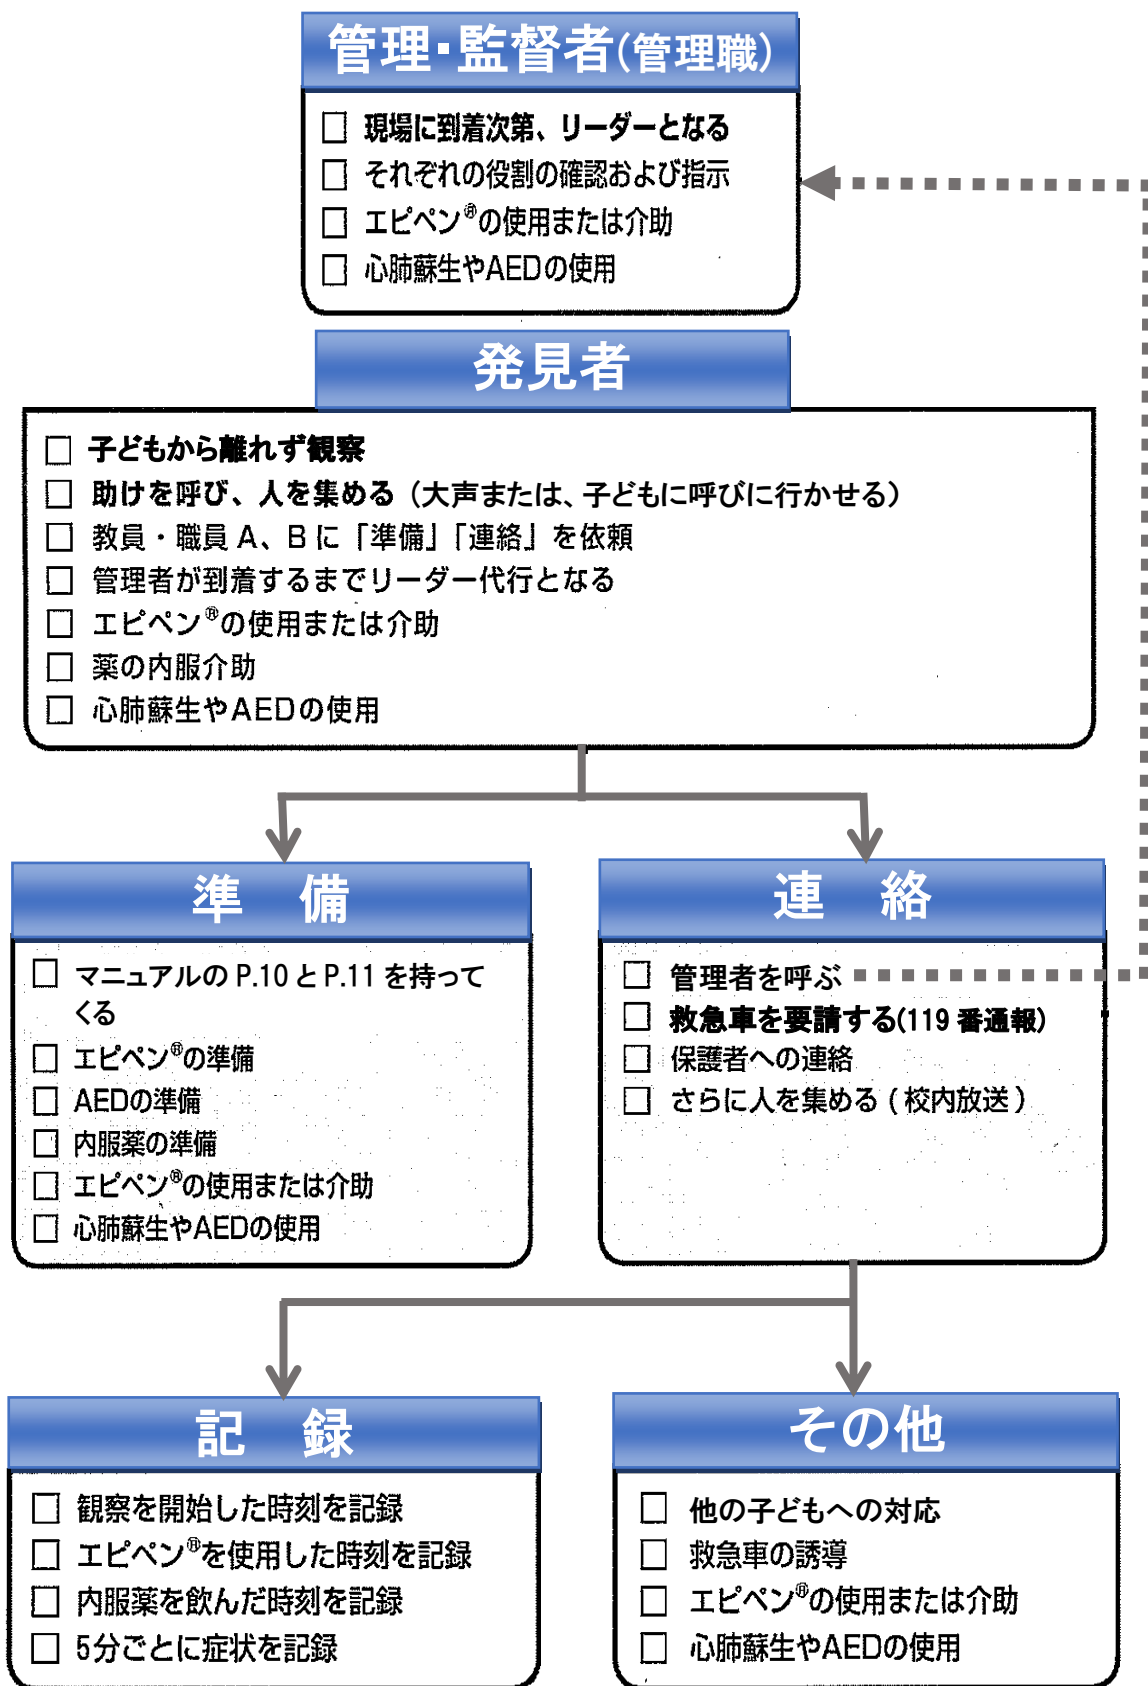 管理・監督者(管理職)
□ 現場に到着次第、リーダーとなる
□ それぞれの役割の確認および指示
□ エピペン®の使用または介助
□ 心肺蘇生やAEDの使用
発見者
□ 子どもから離れず観察
□ 助けを呼び、人を集める（大声または、子どもに呼びに行かせる）
□ 教員・職員 A、B に「準備」「連絡」を依頼
□ 管理者が到着するまでリーダー代行となる
□ エピペン®の使用または介助
□ 薬の内服介助
□ 心肺蘇生やAEDの使用
準 備
□ マニュアルの P.10 と P.11 を持って
くる
□ エピペン®の準備
□ AEDの準備
□ 内服薬の準備
□ エピペン®の使用または介助
□ 心肺蘇生やAEDの使用
連 絡
□ 管理者を呼ぶ
□ 救急車を要請する(119 番通報)
□ 保護者への連絡
□ さらに人を集める ( 校内放送 )
記 録
□ 観察を開始した時刻を記録
□ エピペン®を使用した時刻を記録
□ 内服薬を飲んだ時刻を記録
□ 5分ごとに症状を記録
その他
□ 他の子どもへの対応
□ 救急車の誘導
□ エピペン®の使用または介助
□ 心肺蘇生やAEDの使用